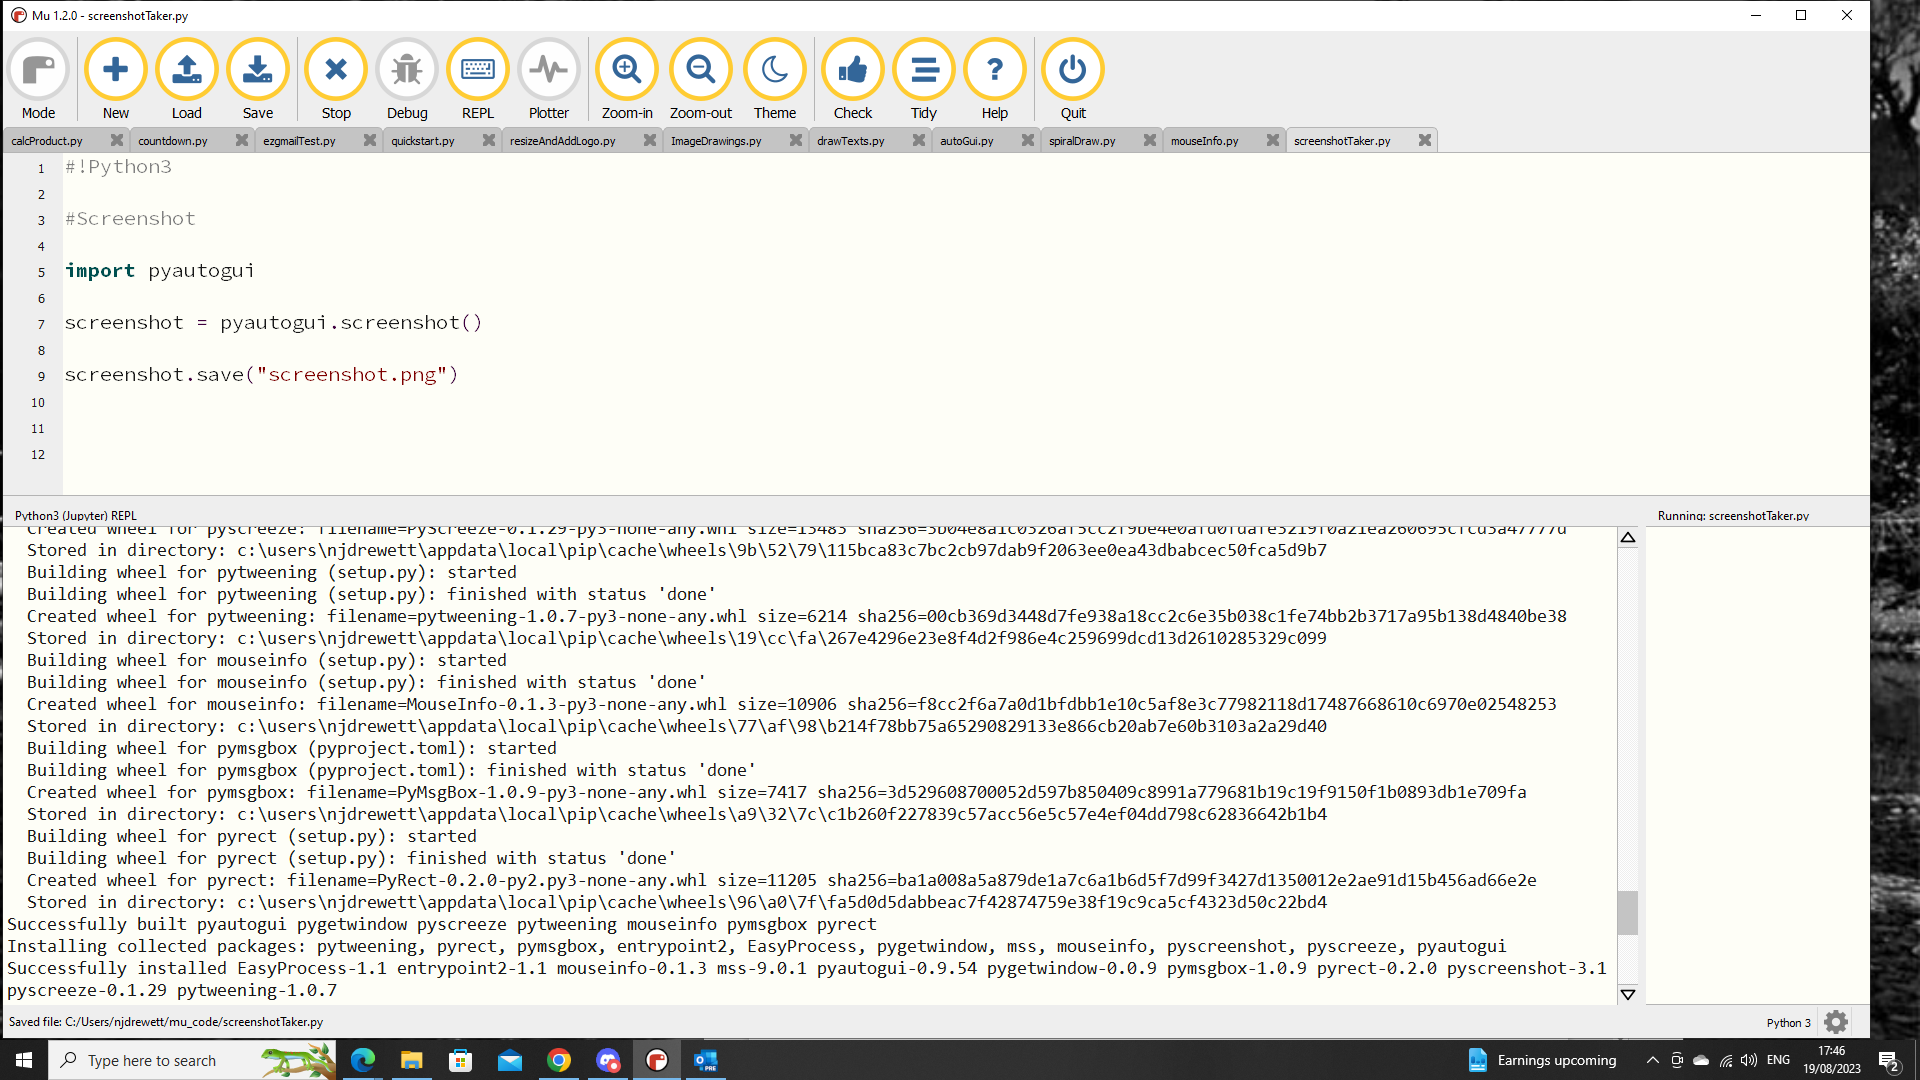 Mu 1.2.0 - screenshotTaker.py
Mode New Load Save Stop Debug REPL Plotter Zoom-in Zoom-out Theme Check Tidy Help Quit
calcProduct.py countdown.py ezgmailTest.py quickstart.py resizeAndAddLogo.py ImageDrawings.py drawTexts.py autoGui.py spiralDraw.py mouseInfo.py screenshotTaker.py
1 #!Python3
2
3 #Screenshot
4
5 import pyautogui
6
7 screenshot = pyautogui.screenshot()
8
9 screenshot.save("screenshot.png")
10
11
12
Python3 (Jupyter) REPL
Running: screenshotTaker.py
Created wheel for pyscreeze: filename=PyScreeze-0.1.29-py3-none-any.whl size=13483
Stored in directory: c:\users\njdrewett\appdata\local\pip\cache\wheels\9b\52\79\115bca83c7bc2cb97dab9f2063ee0ea43dbabcec50fca5d9b7
Building wheel for pytweening (setup.py): started
Building wheel for pytweening (setup.py): finished with status 'done'
Created wheel for pytweening: filename=pytweening-1.0.7-py3-none-any.whl size=6214 sha256=00cb369d3448d7fe938a18cc2c6e35b038c1fe74bb2b3717a95b138d4840be38
Stored in directory: c:\users\njdrewett\appdata\local\pip\cache\wheels\19\cc\fa\267e4296e23e8f4d2f986e4c259699dcd13d2610285329c099
Building wheel for mouseinfo (setup.py): started
Building wheel for mouseinfo (setup.py): finished with status 'done'
Created wheel for mouseinfo: filename=MouseInfo-0.1.3-py3-none-any.whl size=10906 sha256=f8cc2f6a7a0d1bfdbb1e10c5af8e3c77982118d17487668610c6970e02548253
Stored in directory: c:\users\njdrewett\appdata\local\pip\cache\wheels\77\af\98\b214f78bb75a65290829133e866cb20ab7e60b3103a2a29d40
Building wheel for pymsgbox (pyproject.toml): started
Building wheel for pymsgbox (pyproject.toml): finished with status 'done'
Created wheel for pymsgbox: filename=PyMsgBox-1.0.9-py3-none-any.whl size=7417 sha256=3d529608700052d597b850409c8991a779681b19c19f9150f1b0893db1e709fa
Stored in directory: c:\users\njdrewett\appdata\local\pip\cache\wheels\a9\32\7c\c1b260f227839c57acc56e5c57e4ef04dd798c62836642b1b4
Building wheel for pyrect (setup.py): started
Building wheel for pyrect (setup.py): finished with status 'done'
Created wheel for pyrect: filename=PyRect-0.2.0-py2.py3-none-any.whl size=11205 sha256=ba1a008a5a879de1a7c6a1b6d5f7d99f3427d1350012e2ae91d15b456ad66e2e
Stored in directory: c:\users\njdrewett\appdata\local\pip\cache\wheels\96\a0\7f\fa5d0d5dabbeac7f42874759e38f19c9ca5cf4323d50c22bd4
Successfully built pyautogui pygetwindow pyscreeze pytweening mouseinfo pymsgbox pyrect
Installing collected packages: pytweening, pyrect, pymsgbox, entrypoint2, EasyProcess, pygetwindow, mss, mouseinfo, pyscreenshot, pyscreeze, pyautogui
Successfully installed EasyProcess-1.1 entrypoint2-1.1 mouseinfo-0.1.3 mss-9.0.1 pyautogui-0.9.54 pygetwindow-0.0.9 pymsgbox-1.0.9 pyrect-0.2.0 pyscreenshot-3.1
pyscreeze-0.1.29 pytweening-1.0.7
Saved file: C:/Users/njdrewett/mu_code/screenshotTaker.py
Python 3
Type here to search
PRE
Earnings upcoming
ENG
17:46
19/08/2023
2